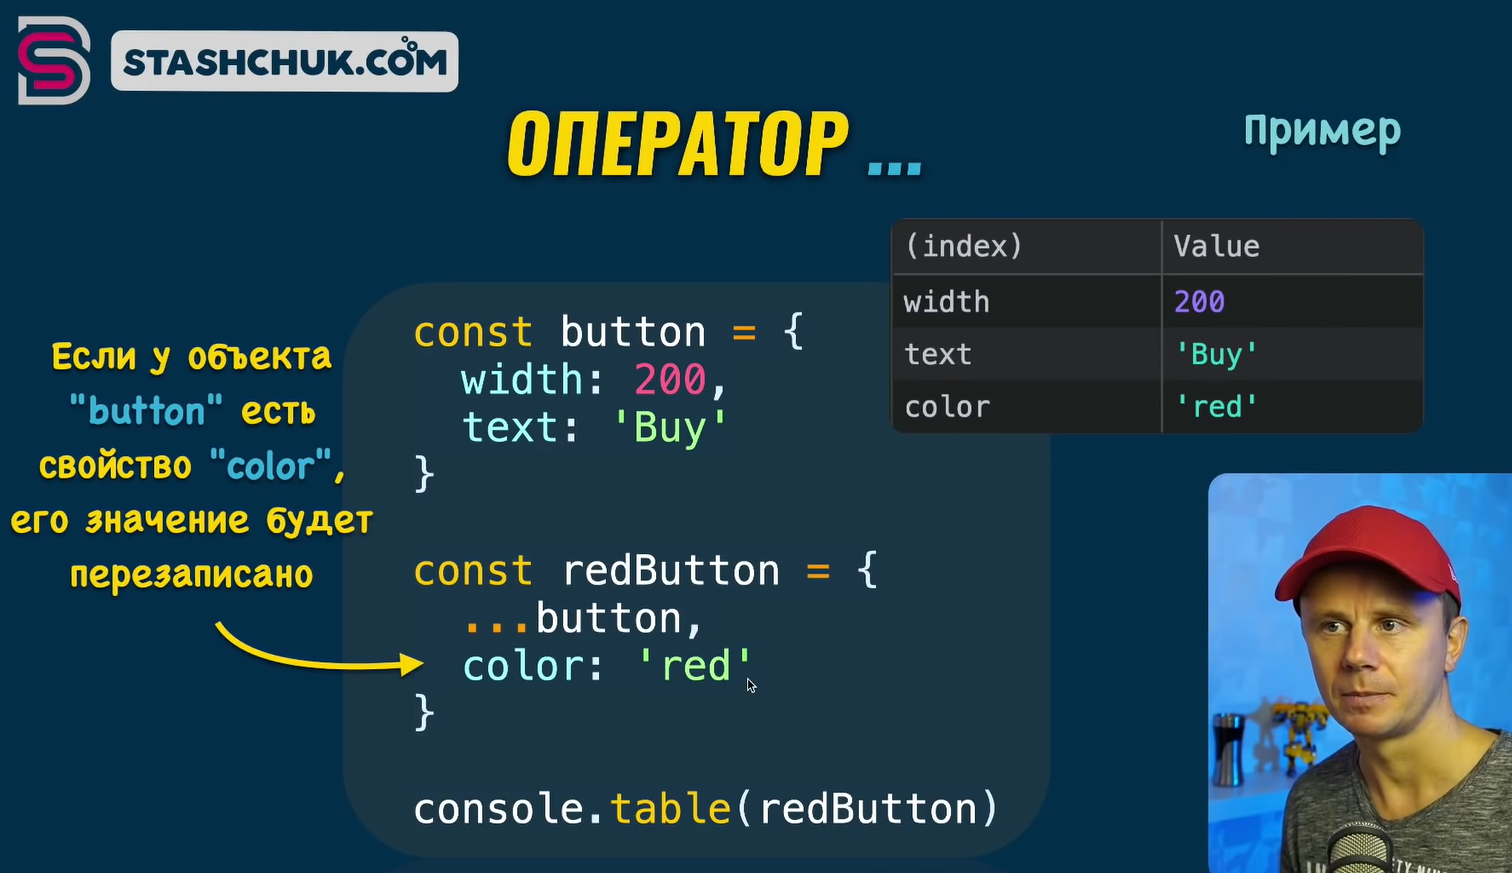 STASHCHUK.COM
ОПЕРАТОР ...
Пример
(index) Value
width 200
text 'Buy'
color 'red'
Если у объекта
"button" есть
свойство "color",
его значение будет
перезаписано
const button = {
  width: 200,
  text: 'Buy'
}
const redButton = {
  ...button,
  color: 'red'
}
console.table(redButton)